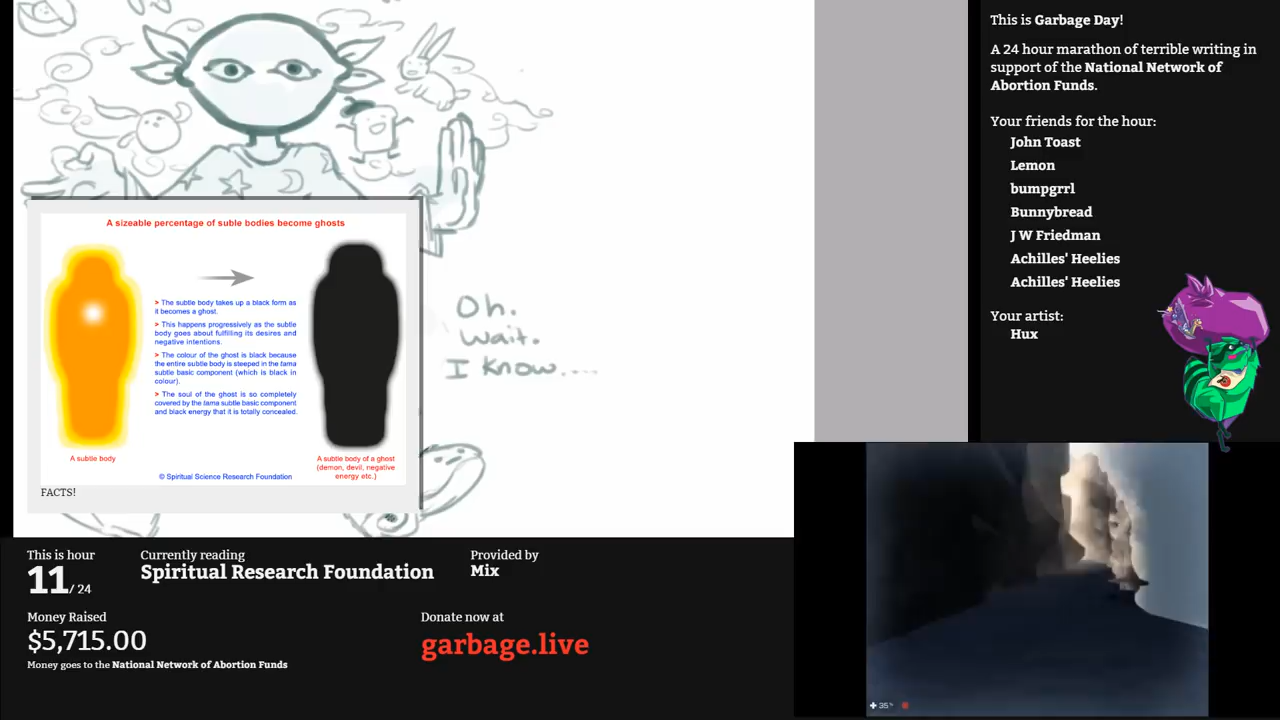 This is Garbage Day!
A 24 hour marathon of terrible writing in
support of the National Network of
Abortion Funds.
Your friends for the hour:
John Toast
Lemon
bumpgrrl
Bunnybread
J W Friedman
Achilles' Heelies
Achilles' Heelies
Your artist:
Hux
A sizeable percentage of suble bodies become ghosts
> The subtle body takes up a black form as
it becomes a ghost.
> This happens progressively as the subtle
body goes about fulfilling its desires and
negative intentions.
> The colour of the ghost is black because
the entire subtle body is steeped in the tama
subtle basic component (which is black in
colour).
> The soul of the ghost is so completely
covered by the tama subtle basic component
and black energy that it is totally concealed.
A subtle body
A subtle body of a ghost
(demon, devil, negative
energy etc.)
© Spiritual Science Research Foundation
FACTS!
Oh.
Wait.
I know....
This is hour
11 / 24
Currently reading
Spiritual Research Foundation
Provided by
Mix
Money Raised
$5,715.00
Money goes to the National Network of Abortion Funds
Donate now at
garbage.live